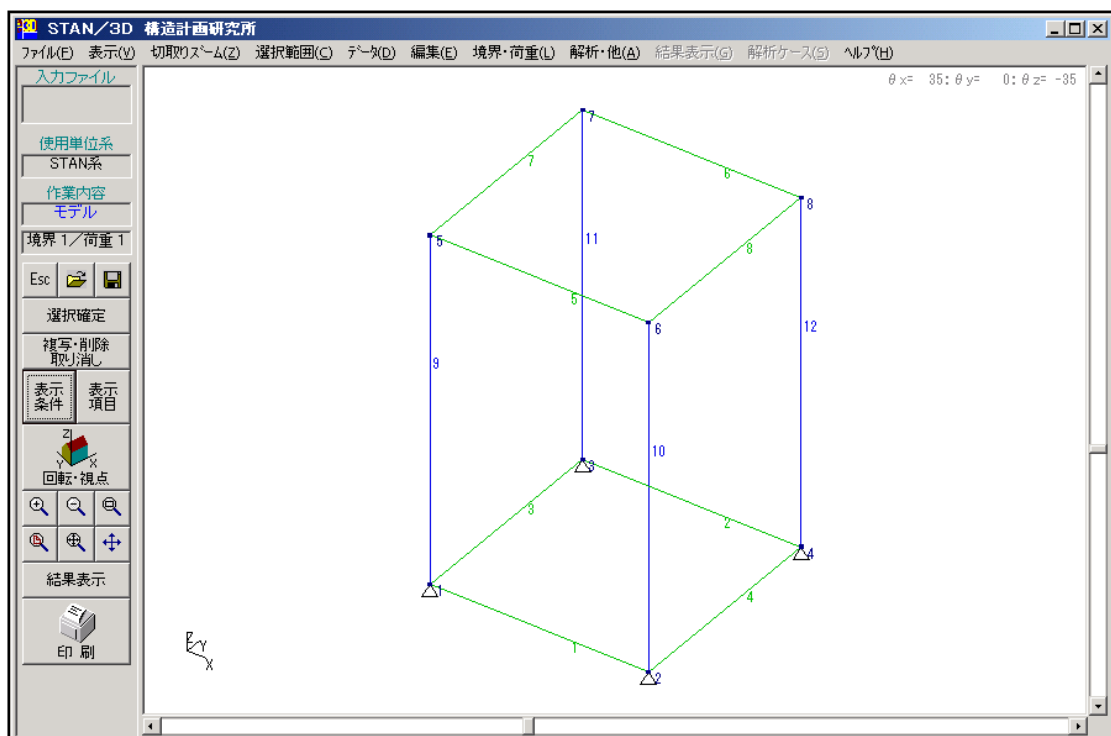 STAN/3D 構造計画研究所
ファイル(F) 表示(V) 切取りズーム(Z) 選択範囲(C) データ(D) 編集(E) 境界・荷重(L) 解析・他(A) 結果表示(G) 解析ケース(S) ヘルプ(H)
入力ファイル
使用単位系
STAN系
作業内容
モデル
境界 1/荷重 1
Esc
選択確定
複写・削除
取り消し
表示
条件
表示
項目
Z
Y X
回転・視点
結果表示
印 刷
θx= 35:θy= 0:θz= -35
7
7
6
8
5
11
8
5
6
12
9
10
3
3
2
4
1
4
1
2
Z
Y
X